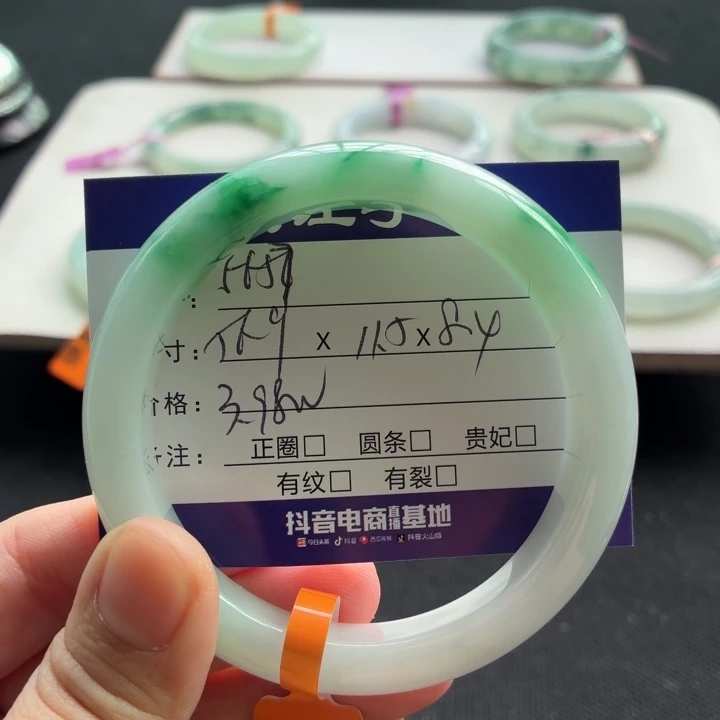 寸: x 11.5 x 8.4
价格: 3.98W
备注: 正圈□ 圆条□ 贵妃□
有纹□ 有裂□
抖音电商直播基地
今日头条 抖音 西瓜视频 抖音火山版